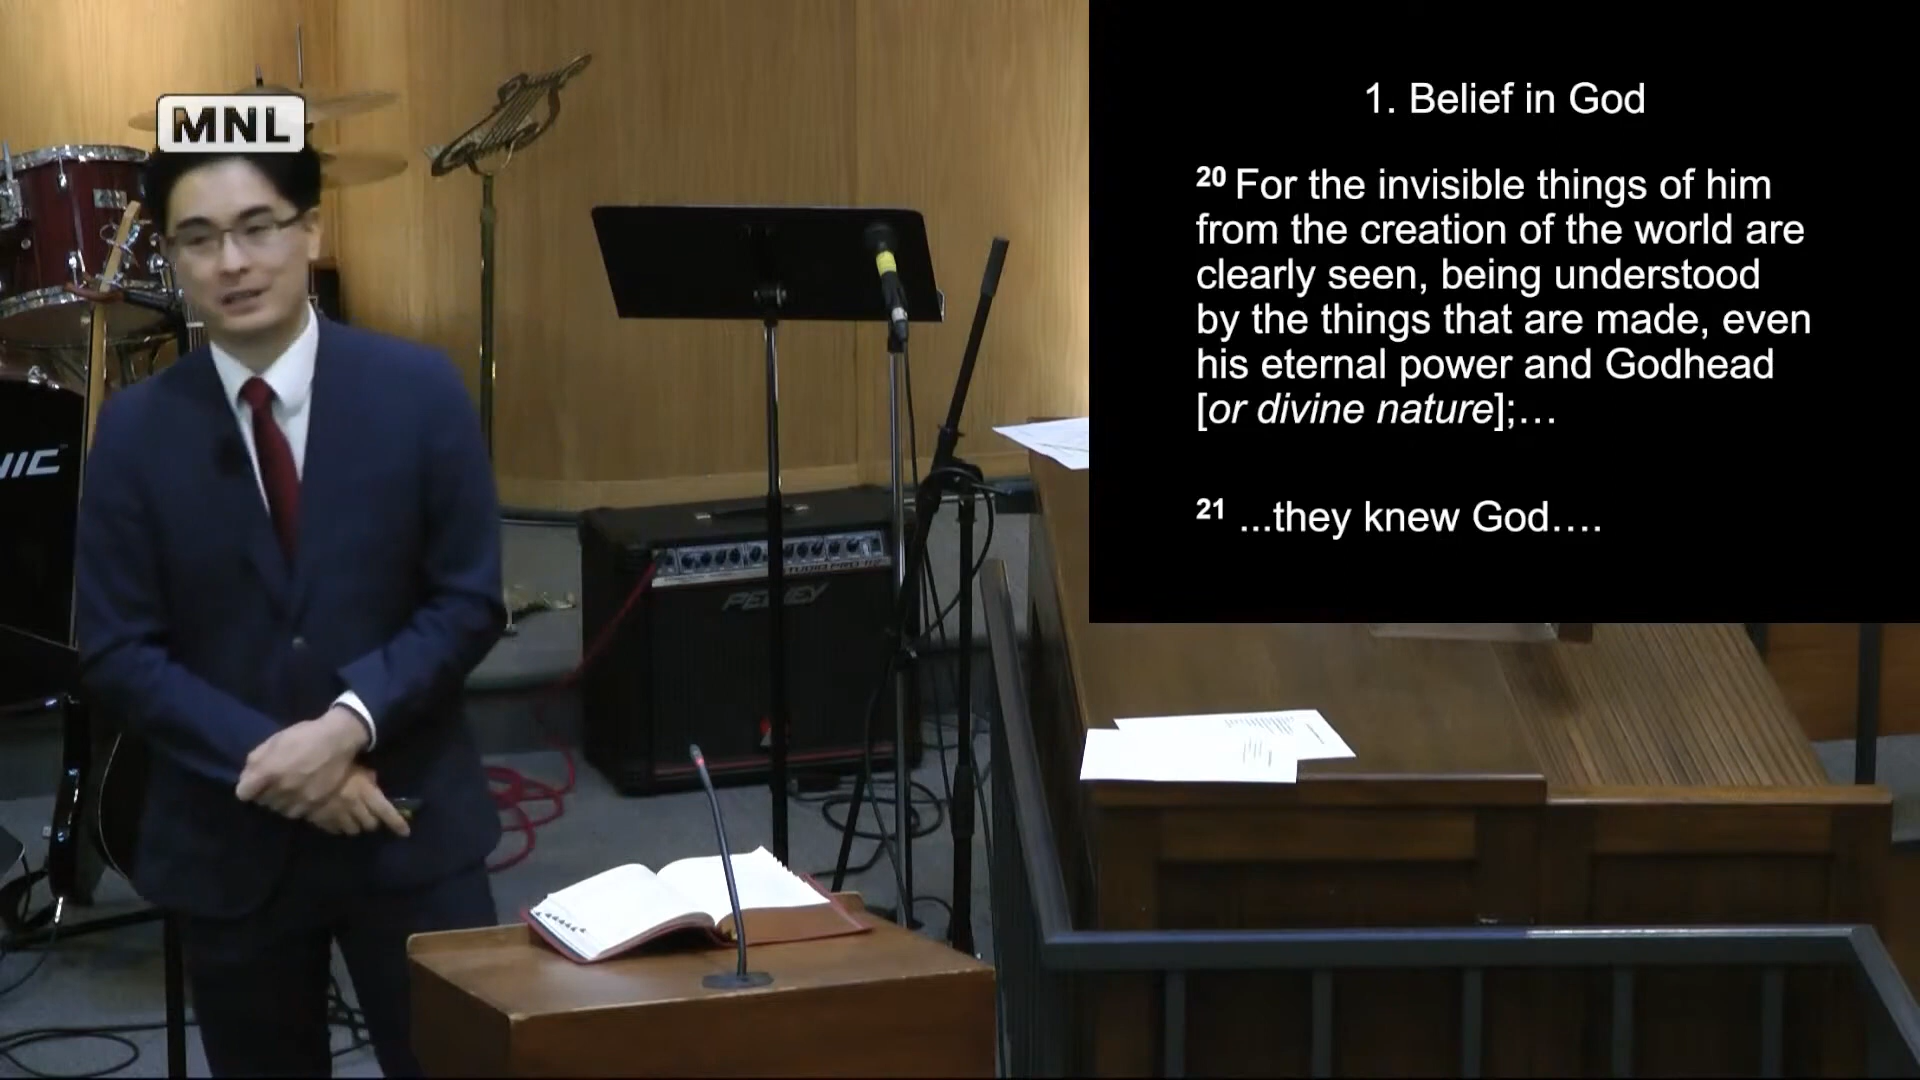 MNL
1. Belief in God
20 For the invisible things of him
from the creation of the world are
clearly seen, being understood
by the things that are made, even
his eternal power and Godhead
[or divine nature];…
21 ...they knew God….
PEAVEY